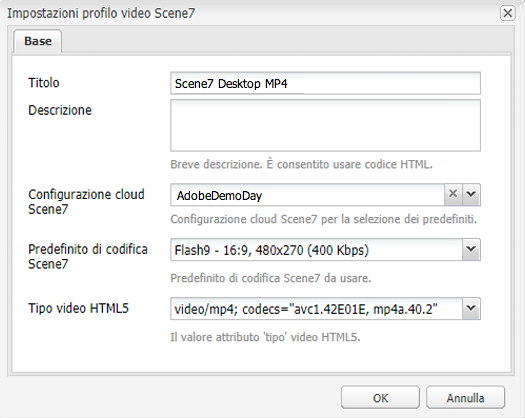 Impostazioni profilo video Scene7
Base
Titolo
Scene7 Desktop MP4
Descrizione
Breve descrizione. È consentito usare codice HTML.
Configurazione cloud
Scene7
AdobeDemoDay
Configurazione cloud Scene7 per la selezione dei predefiniti.
Predefinito di codifica
Scene7
Flash9 - 16:9, 480x270 (400 Kbps)
Predefinito di codifica Scene7 da usare.
Tipo video HTML5
video/mp4; codecs="avc1.42E01E, mp4a.40.2"
Il valore attributo 'tipo' video HTML5.
OK
Annulla